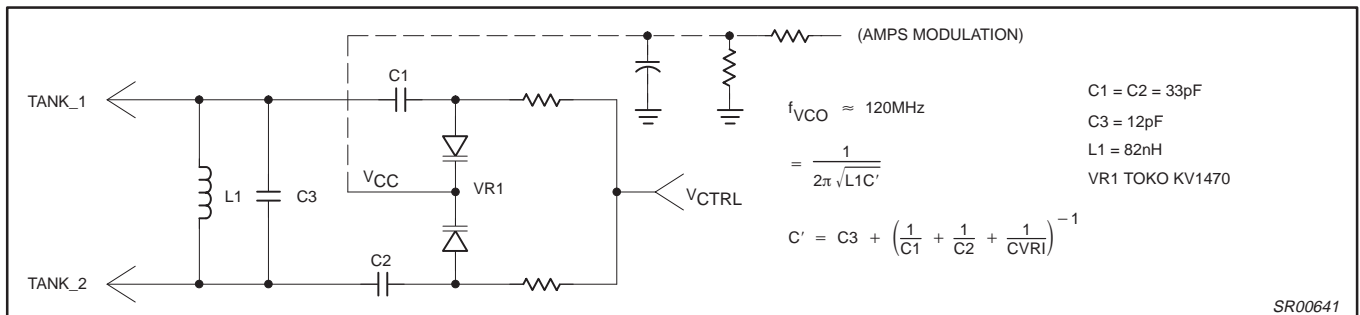 (AMPS MODULATION)
C1
TANK_1
C1 = C2 = 33pF
fVCO ≈ 120MHz
C3 = 12pF
= 1 / 2π √L1C′
L1 = 82nH
VCC
VR1
L1
C3
VCTRL
VR1 TOKO KV1470
C′ = C3 + (1/C1 + 1/C2 + 1/CVRI)−1
C2
TANK_2
SR00641